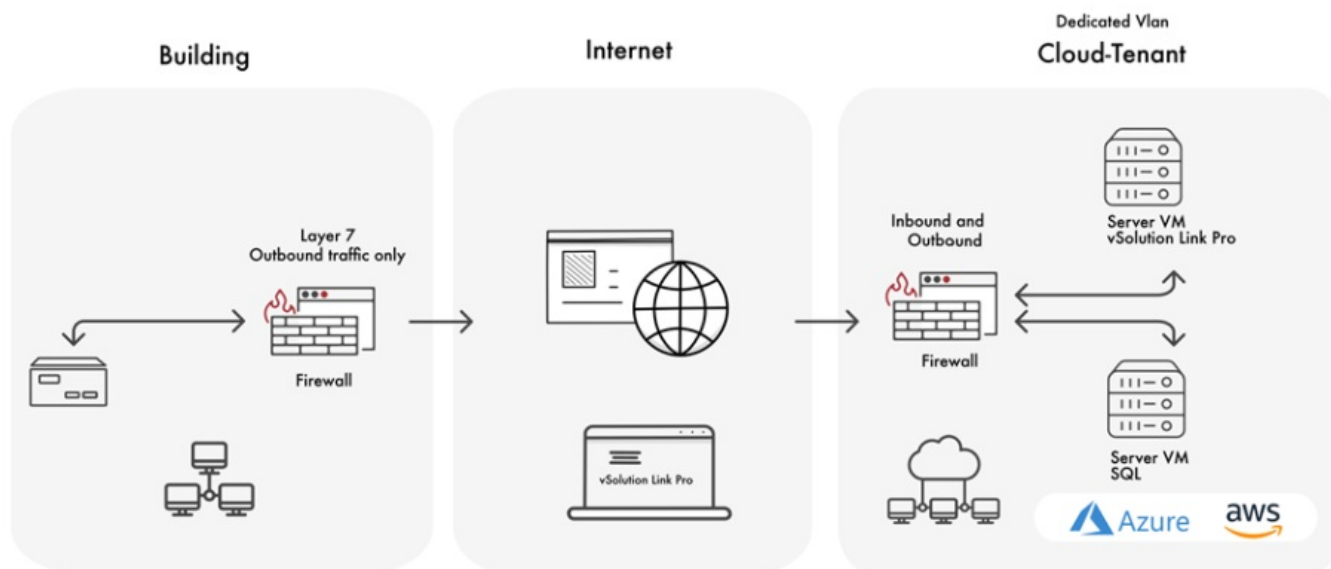 Building
Internet
Dedicated Vlan
Cloud-Tenant
Layer 7
Outbound traffic only
Firewall
vSolution Link Pro
Inbound and
Outbound
Firewall
Server VM
vSolution Link Pro
Server VM
SQL
Azure
aws